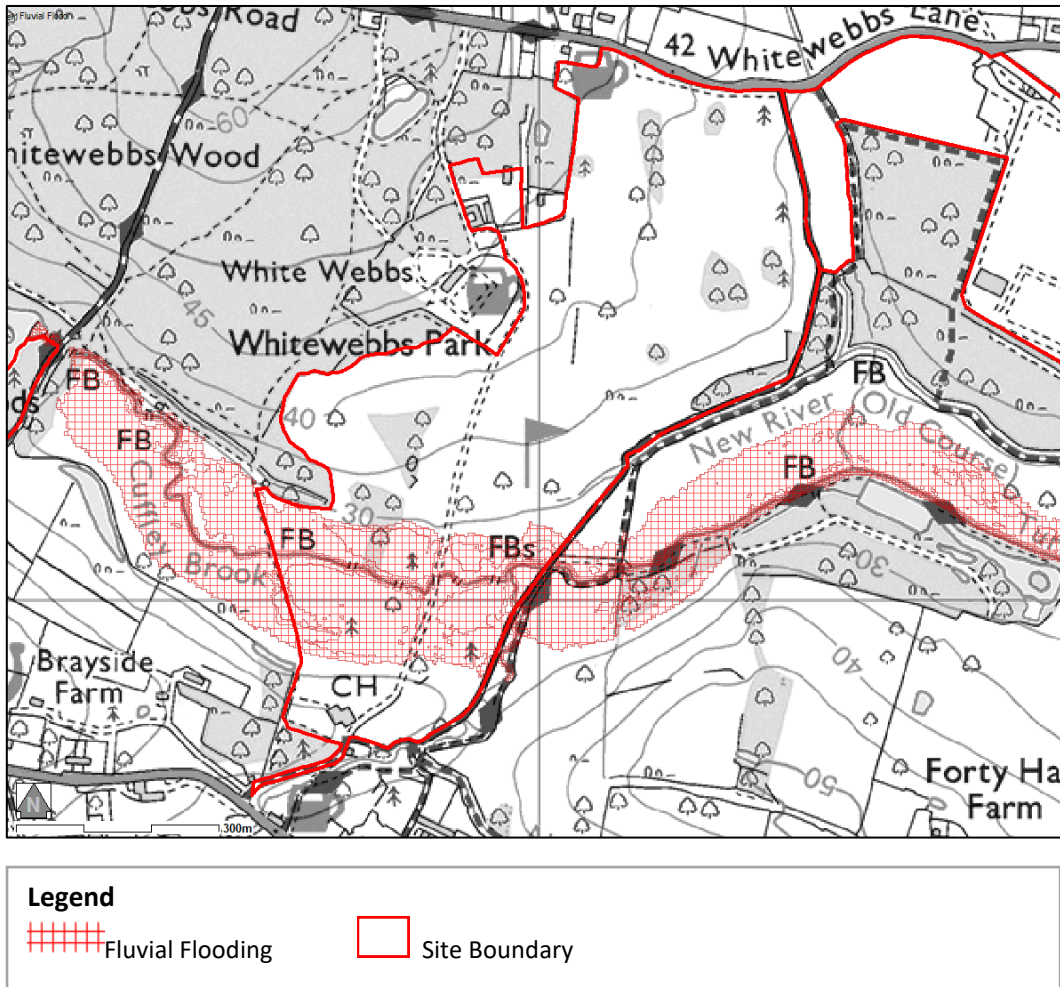 Fluvial Flood
Road
42 Whitewebbs Lane
60
hitewebbs Wood
White Webbs
45
Whitewebbs Park
FB
FB
ds
40
New River
(Old Course)
FB
FB
Cuffley Brook
30
FB
FBs
Tur
30
Brayside
Farm
CH
40
50
Forty Ha
Farm
N
300m
Legend
Fluvial Flooding
Site Boundary